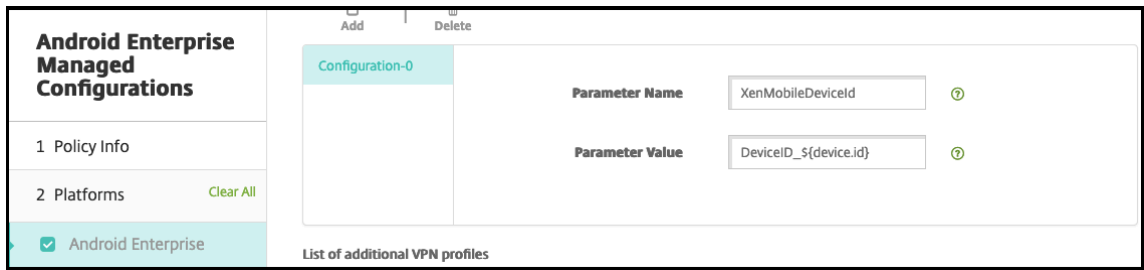 Add
Delete
Android Enterprise
Managed
Configurations
1 Policy Info
2 Platforms
Clear All
Android Enterprise
Configuration-0
Parameter Name
XenMobileDeviceId
Parameter Value
DeviceID_${device.id}
List of additional VPN profiles